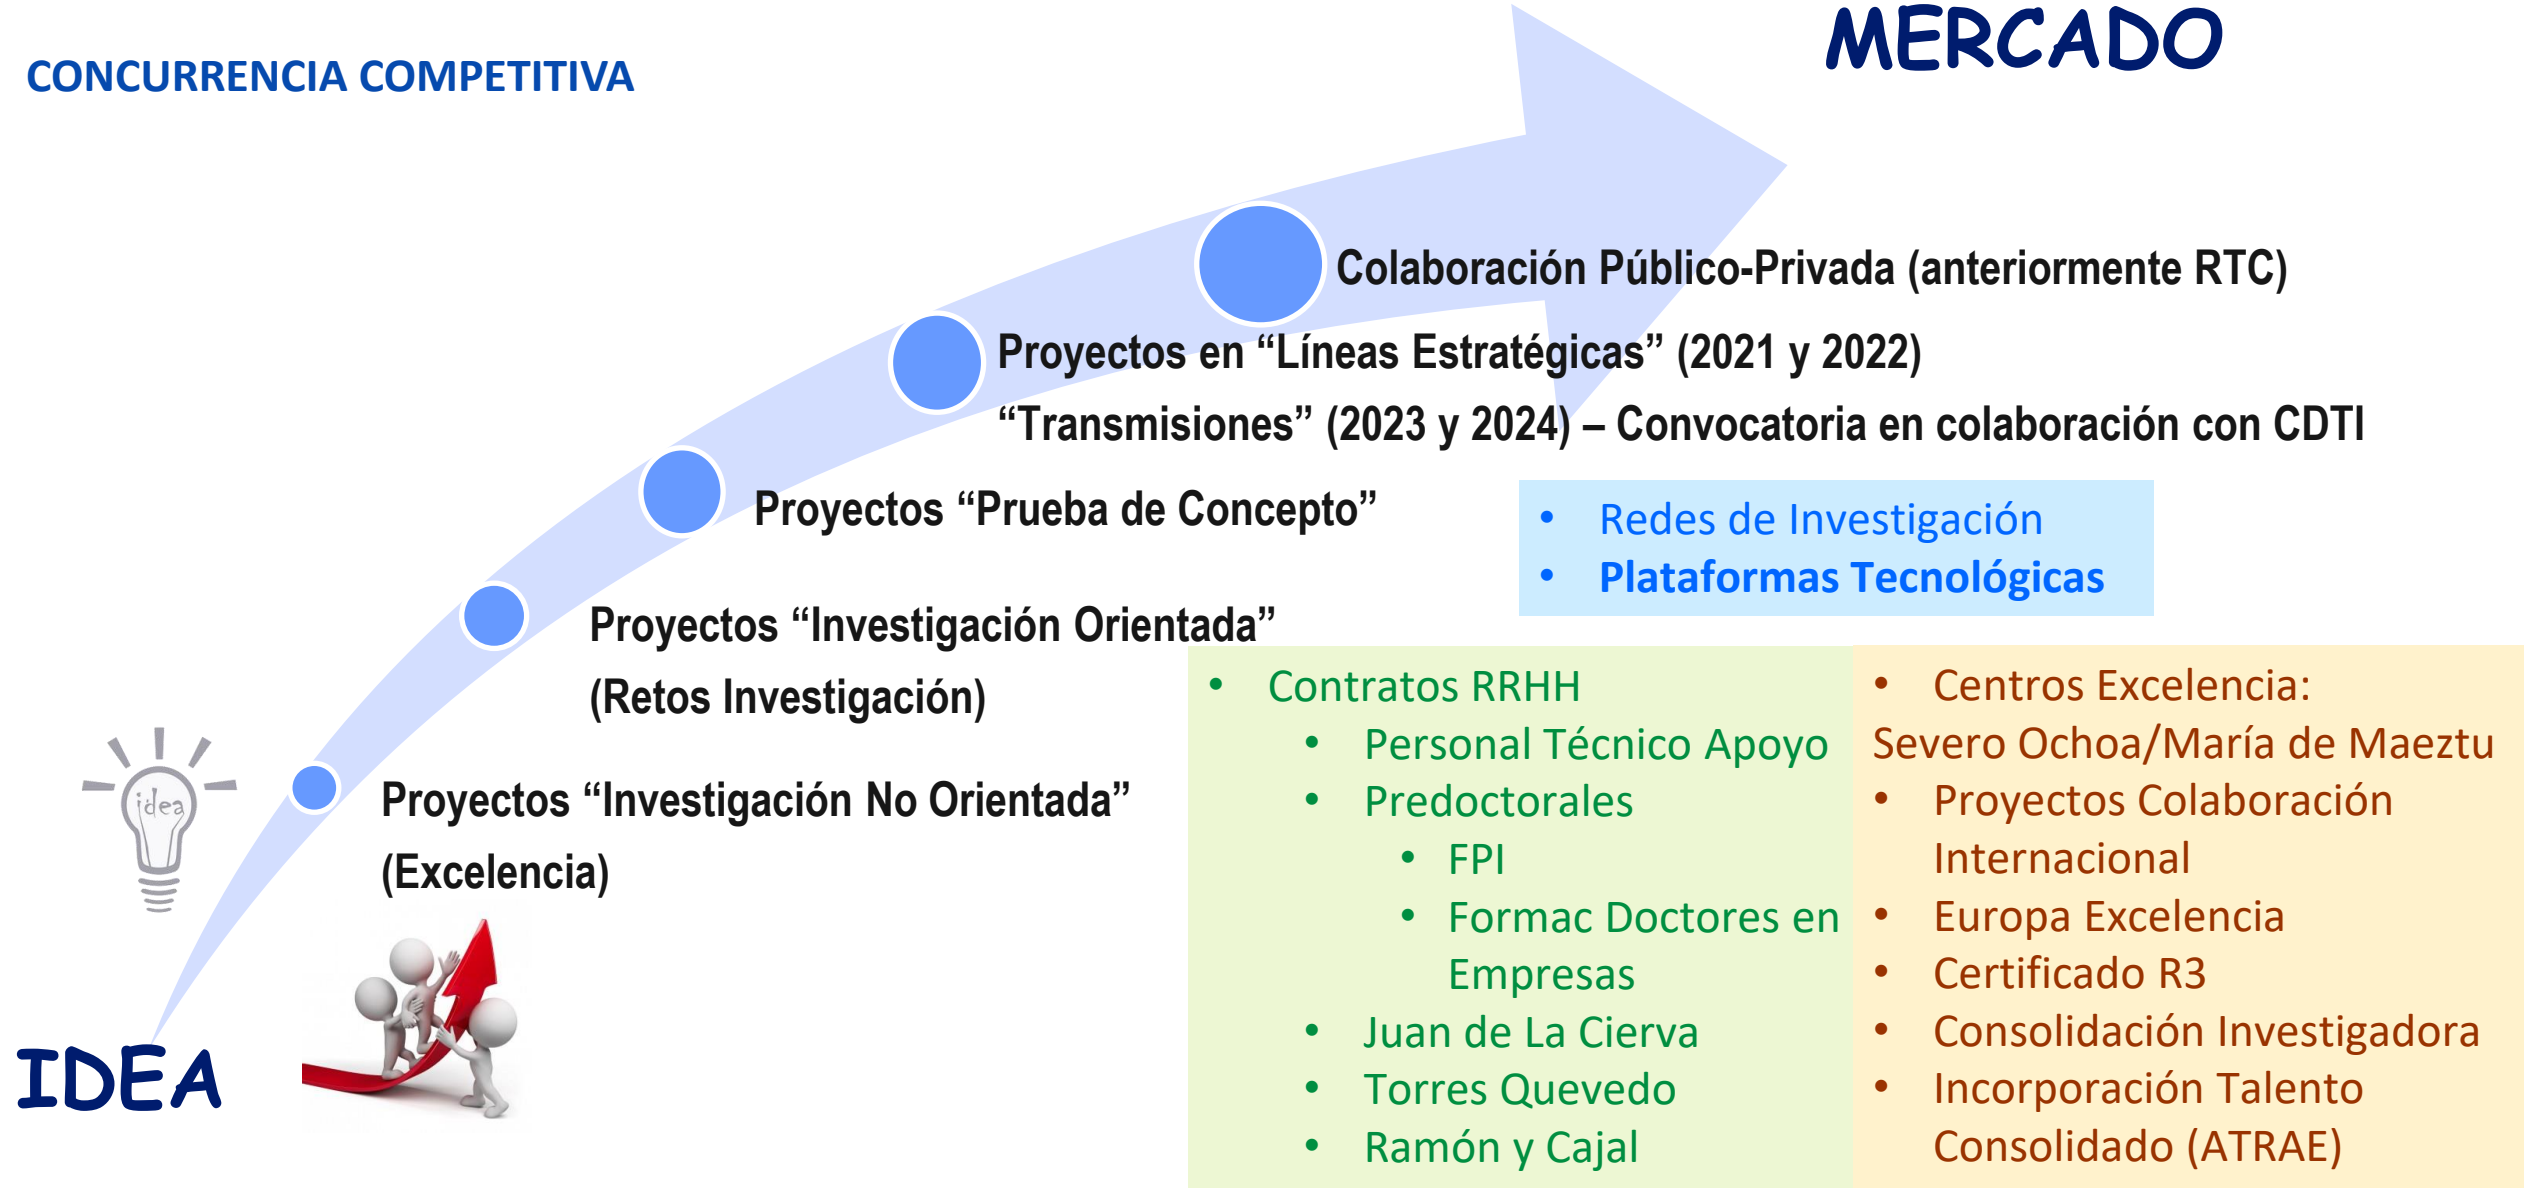 MERCADO
CONCURRENCIA COMPETITIVA
Colaboración Público-Privada (anteriormente RTC)
Proyectos en “Líneas Estratégicas” (2021 y 2022)
“Transmisiones” (2023 y 2024) – Convocatoria en colaboración con CDTI
Proyectos “Prueba de Concepto”
• Redes de Investigación
• Plataformas Tecnológicas
Proyectos “Investigación Orientada”
(Retos Investigación)
Proyectos “Investigación No Orientada”
(Excelencia)
idea
IDEA
• Contratos RRHH
• Personal Técnico Apoyo
• Predoctorales
• FPI
• Formac Doctores en
Empresas
• Juan de La Cierva
• Torres Quevedo
• Ramón y Cajal
• Centros Excelencia:
Severo Ochoa/María de Maeztu
• Proyectos Colaboración
Internacional
• Europa Excelencia
• Certificado R3
• Consolidación Investigadora
• Incorporación Talento
Consolidado (ATRAE)